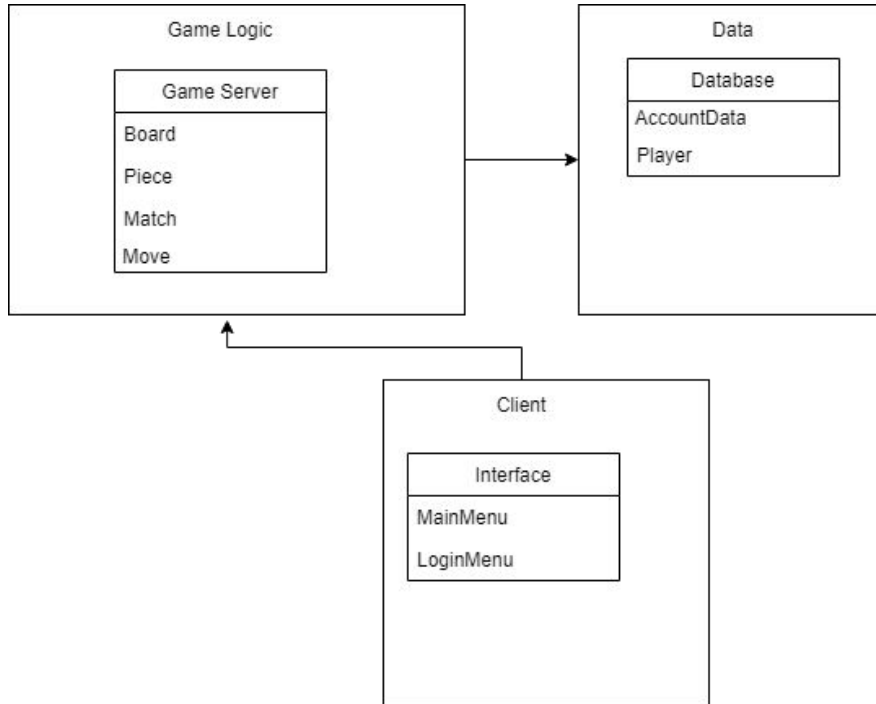 Game Logic
Game Server
Board
Piece
Match
Move
Data
Database
AccountData
Player
Client
Interface
MainMenu
LoginMenu